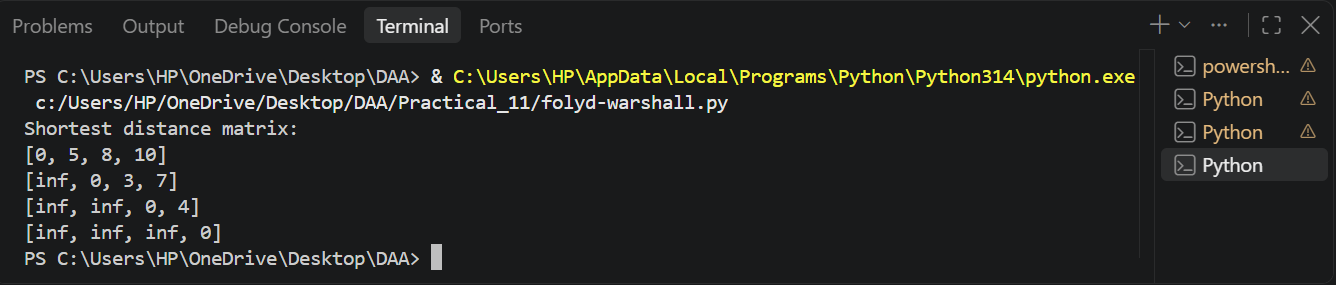 Problems Output Debug Console Terminal Ports
PS C:\Users\HP\OneDrive\Desktop\DAA> & C:\Users\HP\AppData\Local\Programs\Python\Python314\python.exe
c:/Users/HP/OneDrive/Desktop/DAA/Practical_11/folyd-warshall.py
Shortest distance matrix:
[0, 5, 8, 10]
[inf, 0, 3, 7]
[inf, inf, 0, 4]
[inf, inf, inf, 0]
PS C:\Users\HP\OneDrive\Desktop\DAA>
powersh...
Python
Python
Python